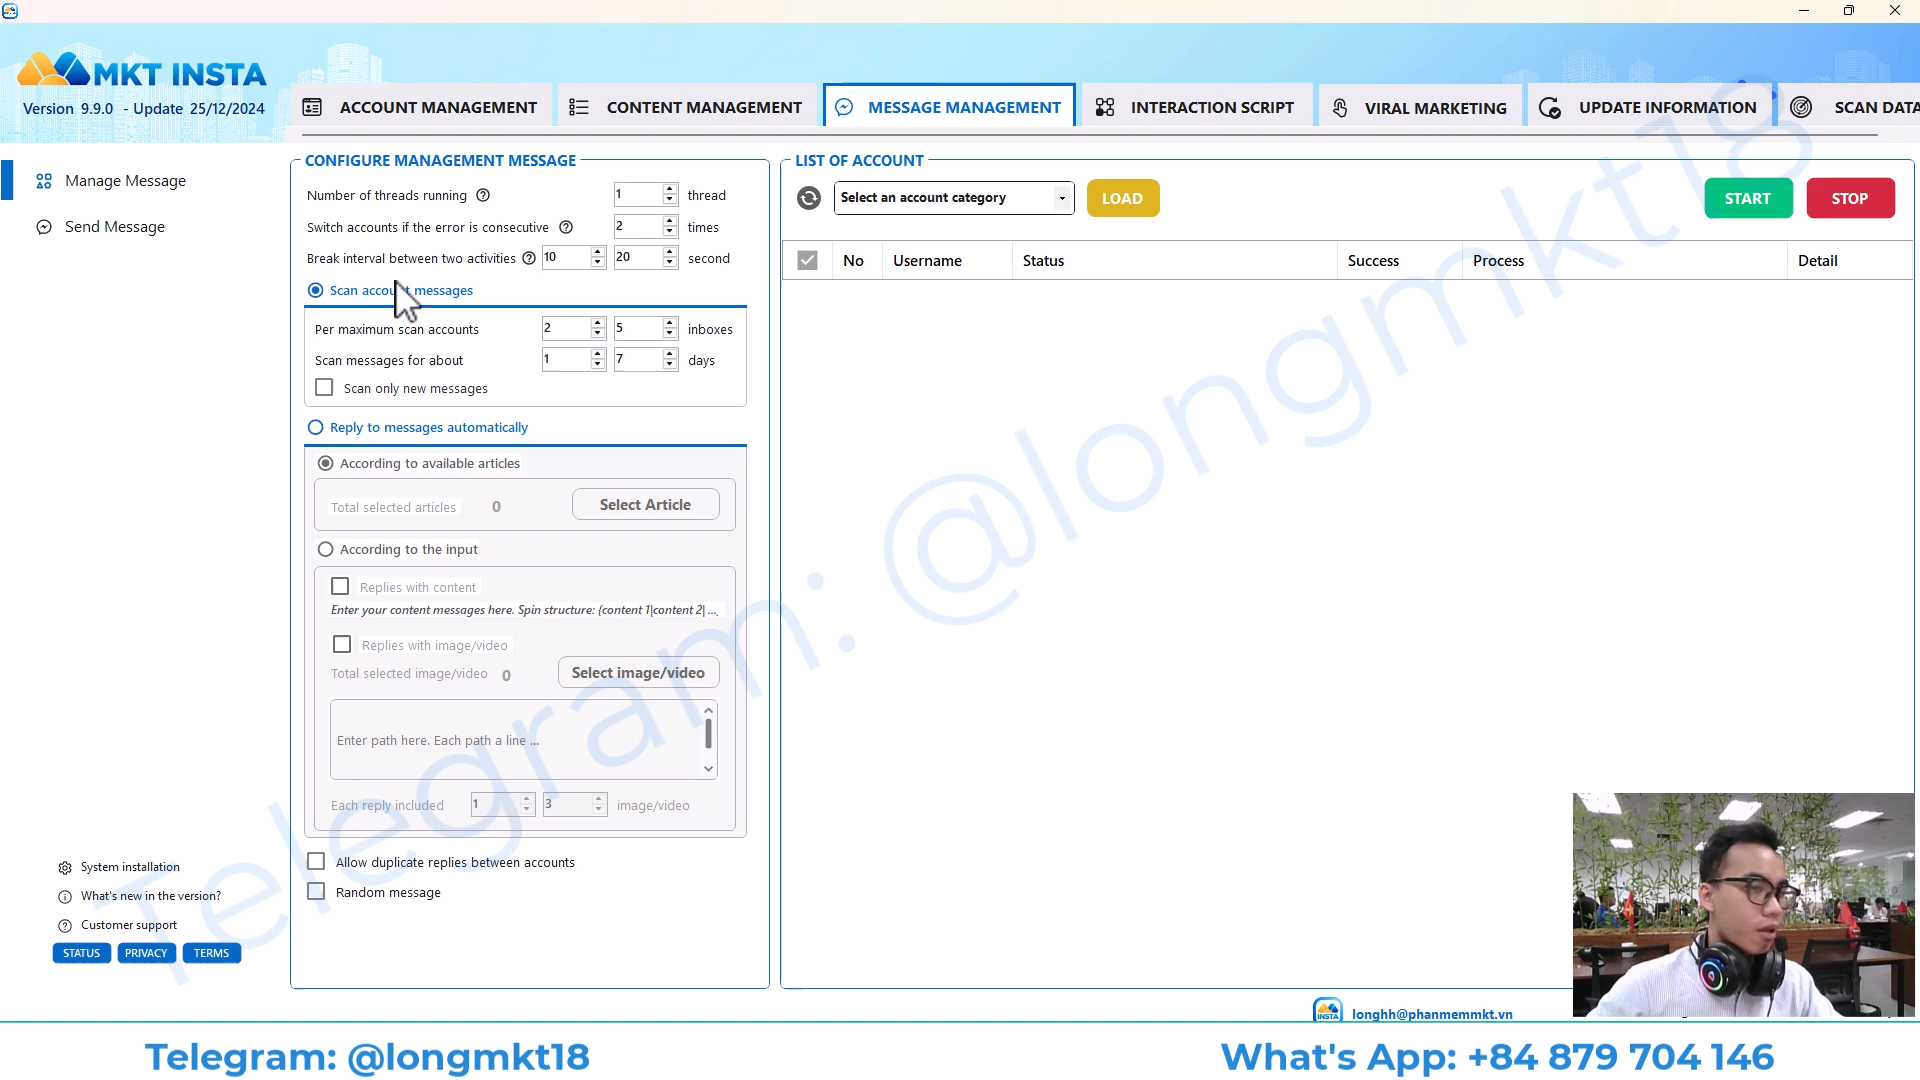 MKT INSTA
Version 9.9.0 - Update 25/12/2024
ACCOUNT MANAGEMENT
CONTENT MANAGEMENT
MESSAGE MANAGEMENT
INTERACTION SCRIPT
VIRAL MARKETING
UPDATE INFORMATION
SCAN DATA
Manage Message
Send Message
System installation
What's new in the version?
Customer support
STATUS PRIVACY TERMS
CONFIGURE MANAGEMENT MESSAGE
Number of threads running 1 thread
Switch accounts if the error is consecutive 2 times
Break interval between two activities 10 20 second
Scan account messages
Per maximum scan accounts 2 5 inboxes
Scan messages for about 1 7 days
Scan only new messages
Reply to messages automatically
According to available articles
Total selected articles 0 Select Article
According to the input
Replies with content
Enter your content messages here. Spin structure: {content 1|content 2| ...
Replies with image/video
Total selected image/video 0 Select image/video
Enter path here. Each path a line ...
Each reply included 1 3 image/video
Allow duplicate replies between accounts
Random message
LIST OF ACCOUNT
Select an account category LOAD START STOP
No Username Status Success Process Detail
Telegram: @longmkt18
INSTA longhh@phanmemmkt.vn
Telegram: @longmkt18
What's App: +84 879 704 146